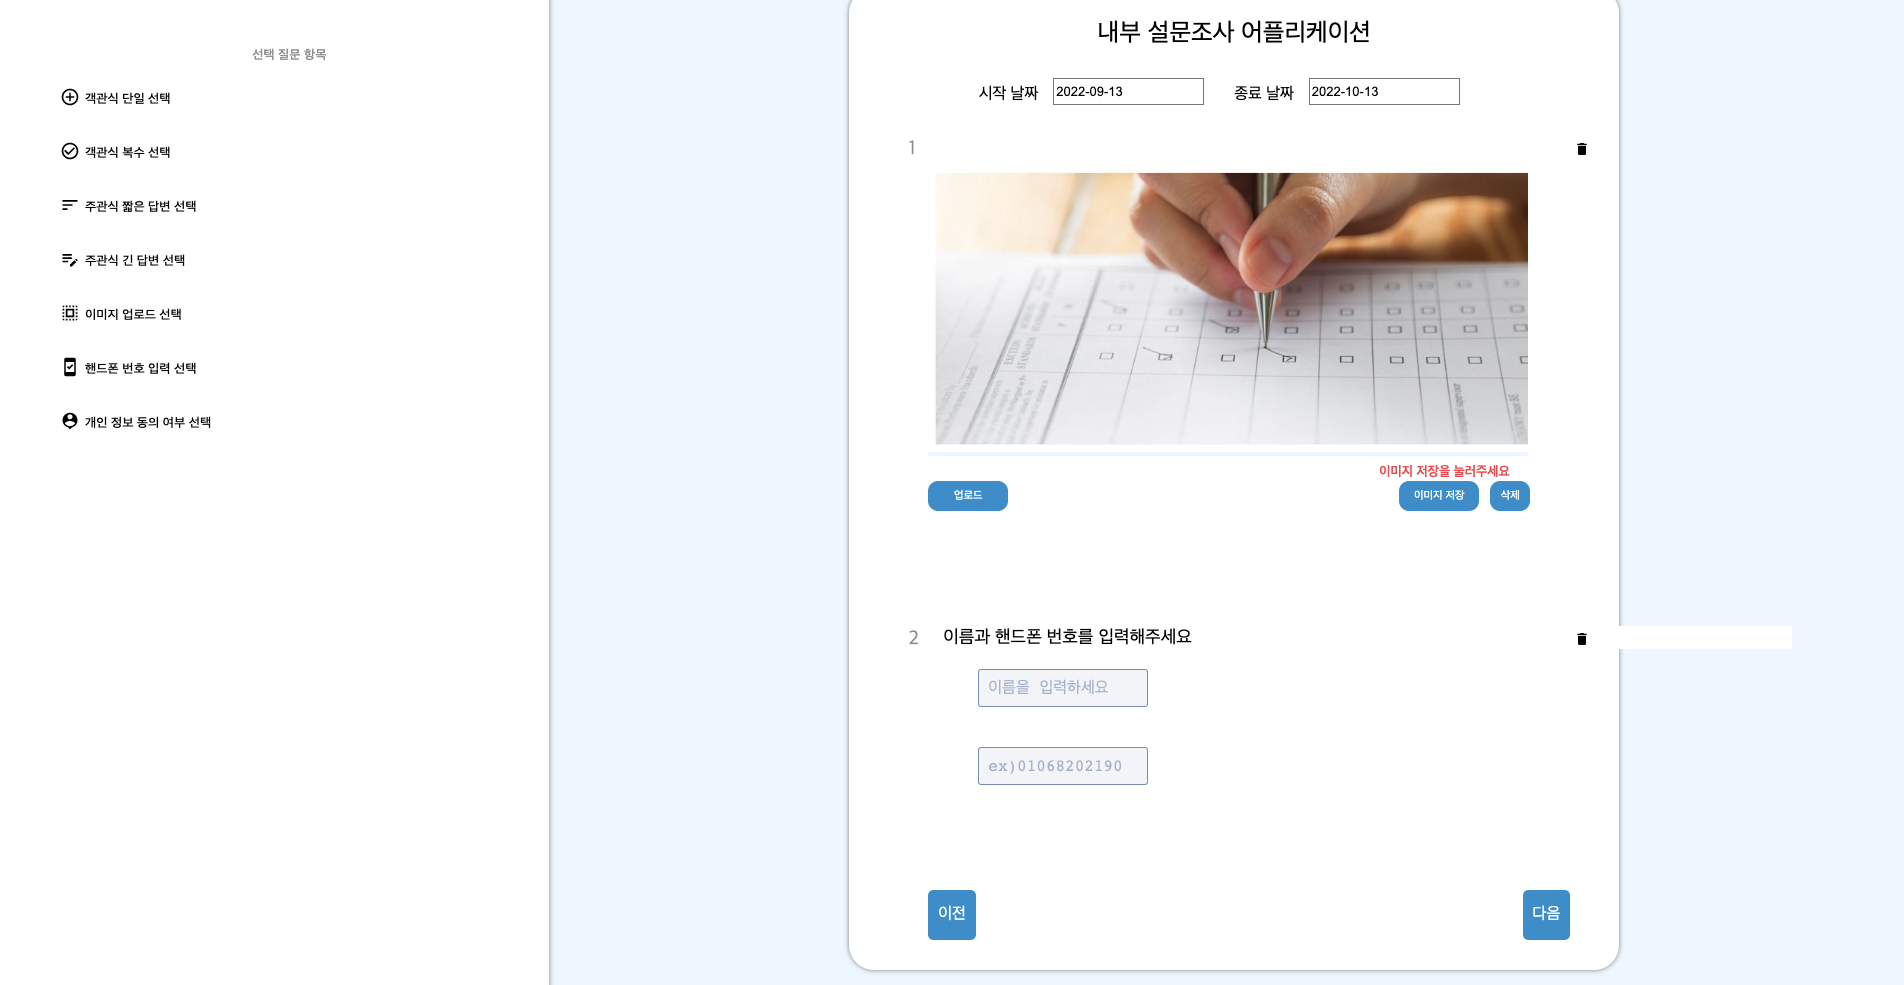 선택 질문 항목
객관식 단일 선택
객관식 복수 선택
주관식 짧은 답변 선택
주관식 긴 답변 선택
이미지 업로드 선택
핸드폰 번호 입력 선택
개인 정보 동의 여부 선택
내부 설문조사 어플리케이션
시작 날짜 2022-09-13 종료 날짜 2022-10-13
1
EXCEEDS STANDARDS
이미지 저장을 눌러주세요
업로드 이미지 저장 삭제
2 이름과 핸드폰 번호를 입력해주세요
이름을 입력하세요
ex)01068202190
이전 다음